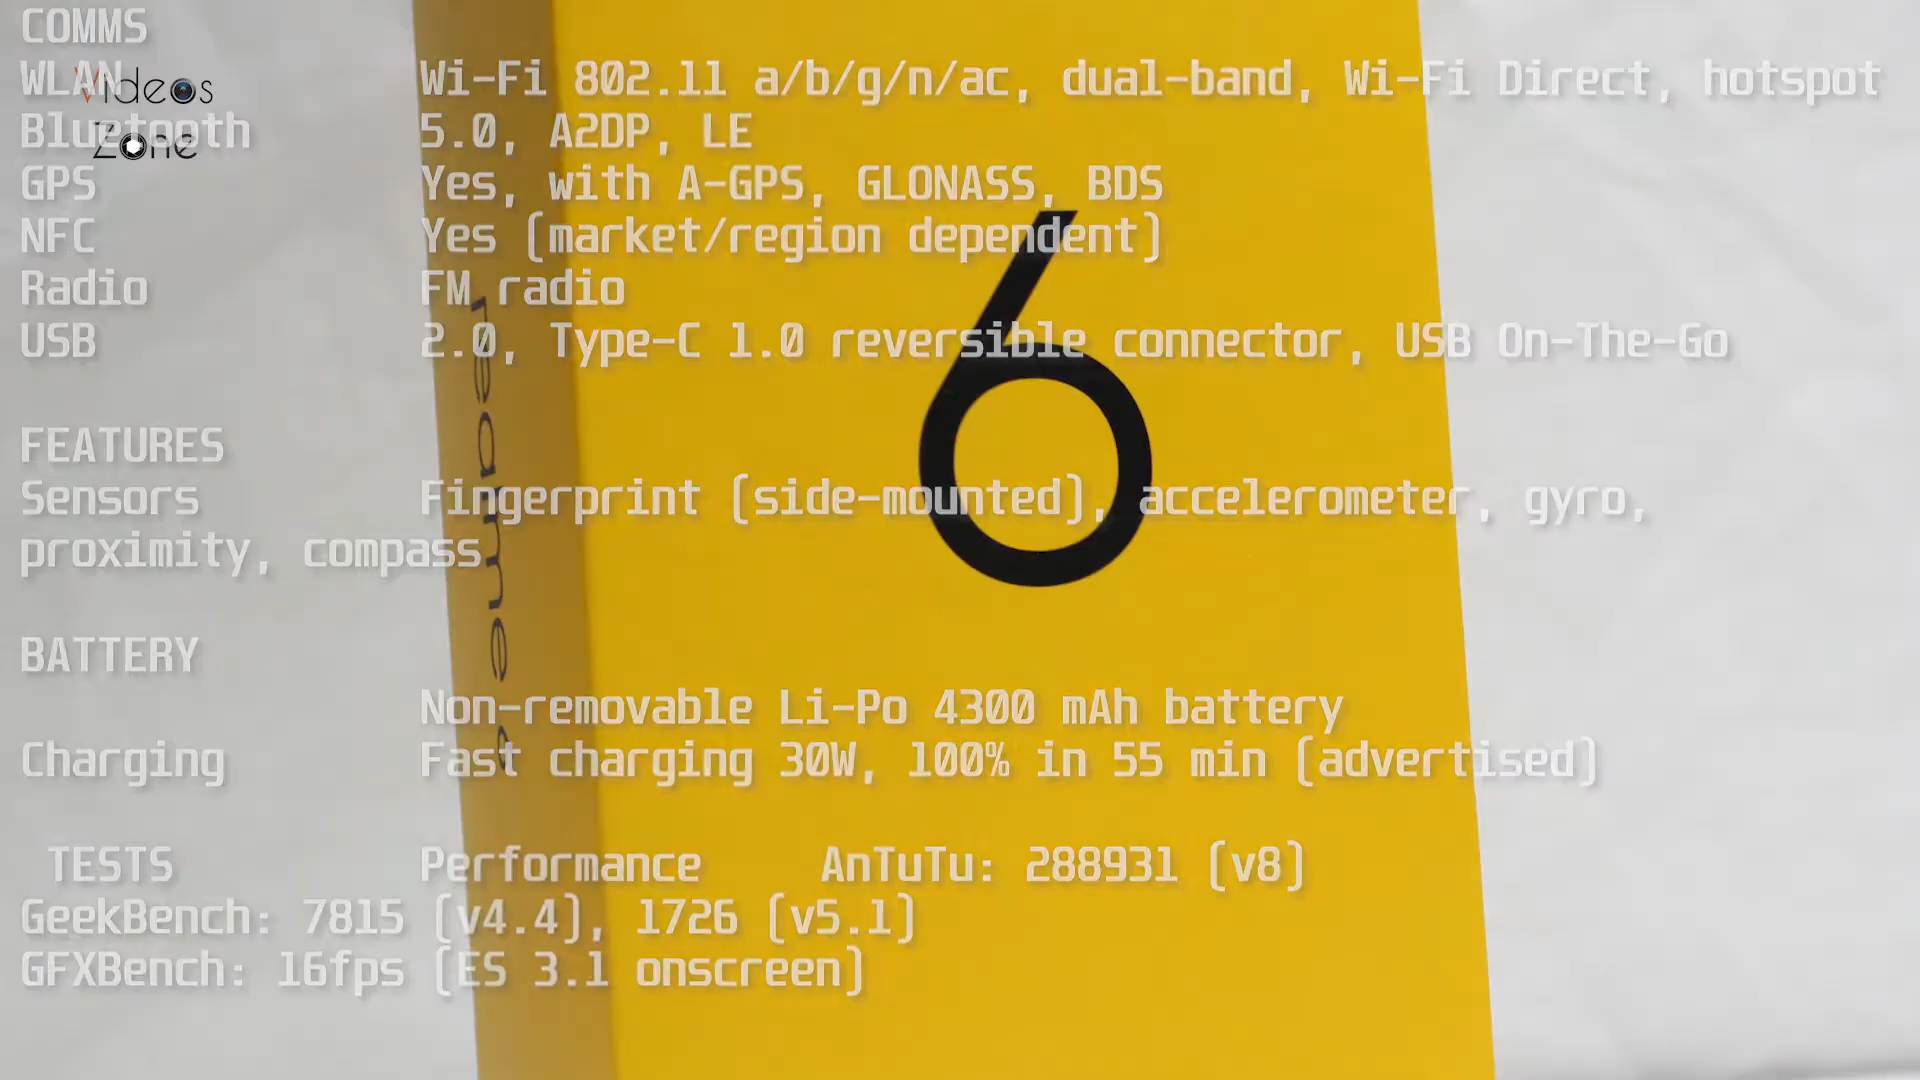 COMMS
WLAN Wi-Fi 802.11 a/b/g/n/ac, dual-band, Wi-Fi Direct, hotspot
Videos
Zone
Bluetooth 5.0, A2DP, LE
GPS Yes, with A-GPS, GLONASS, BDS
NFC Yes (market/region dependent)
Radio FM radio
USB 2.0, Type-C 1.0 reversible connector, USB On-The-Go
6
realme 6
FEATURES
Sensors Fingerprint (side-mounted), accelerometer, gyro,
proximity, compass
BATTERY
Non-removable Li-Po 4300 mAh battery
Charging Fast charging 30W, 100% in 55 min (advertised)
TESTS Performance AnTuTu: 288931 (v8)
GeekBench: 7815 (v4.4), 1726 (v5.1)
GFXBench: 16fps (ES 3.1 onscreen)